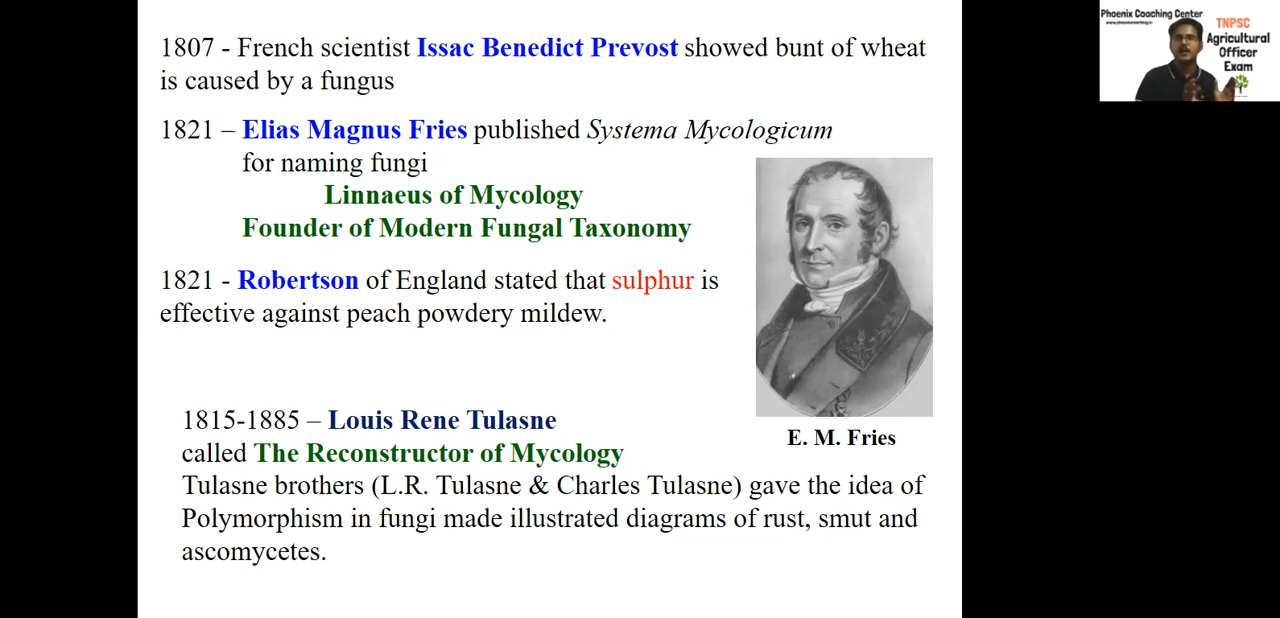 1807 - French scientist Issac Benedict Prevost showed bunt of wheat
is caused by a fungus
1821 – Elias Magnus Fries published Systema Mycologicum
for naming fungi
Linnaeus of Mycology
Founder of Modern Fungal Taxonomy
1821 - Robertson of England stated that sulphur is
effective against peach powdery mildew.
E. M. Fries
1815-1885 – Louis Rene Tulasne
called The Reconstructor of Mycology
Tulasne brothers (L.R. Tulasne & Charles Tulasne) gave the idea of
Polymorphism in fungi made illustrated diagrams of rust, smut and
ascomycetes.
Phoenix Coaching Center
TNPSC
Agricultural
Officer
Exam